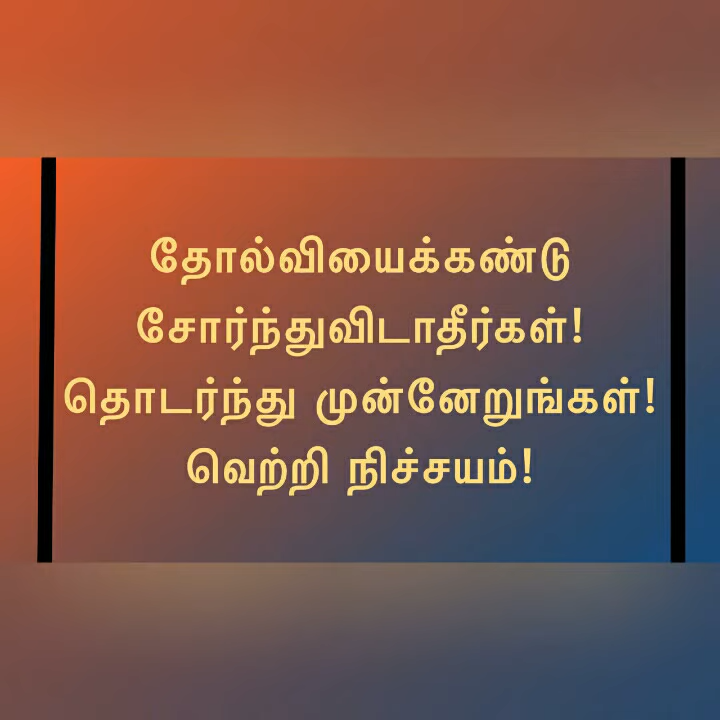 தோல்வியைக்கண்டு
சோர்ந்துவிடாதீர்கள்!
தொடர்ந்து முன்னேறுங்கள்!
வெற்றி நிச்சயம்!